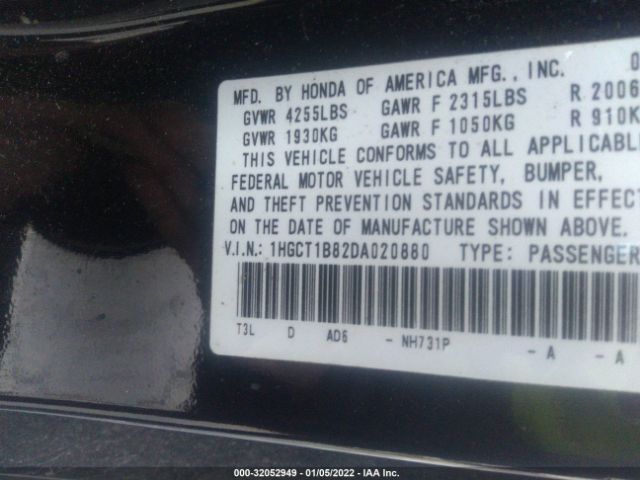 MFD. BY HONDA OF AMERICA MFG., INC. 0
GVWR 4255LBS GAWR F 2315LBS R 2006
GVWR 1930KG GAWR F 1050KG R 910K
THIS VEHICLE CONFORMS TO ALL APPLICABLE
FEDERAL MOTOR VEHICLE SAFETY, BUMPER,
AND THEFT PREVENTION STANDARDS IN EFFECT
ON THE DATE OF MANUFACTURE SHOWN ABOVE.
V.I.N.: 1HGCT1B82DA020880 TYPE: PASSENGER
T3L D AD6 - NH731P - A - A
000-32052949 - 01/05/2022 - IAA Inc.